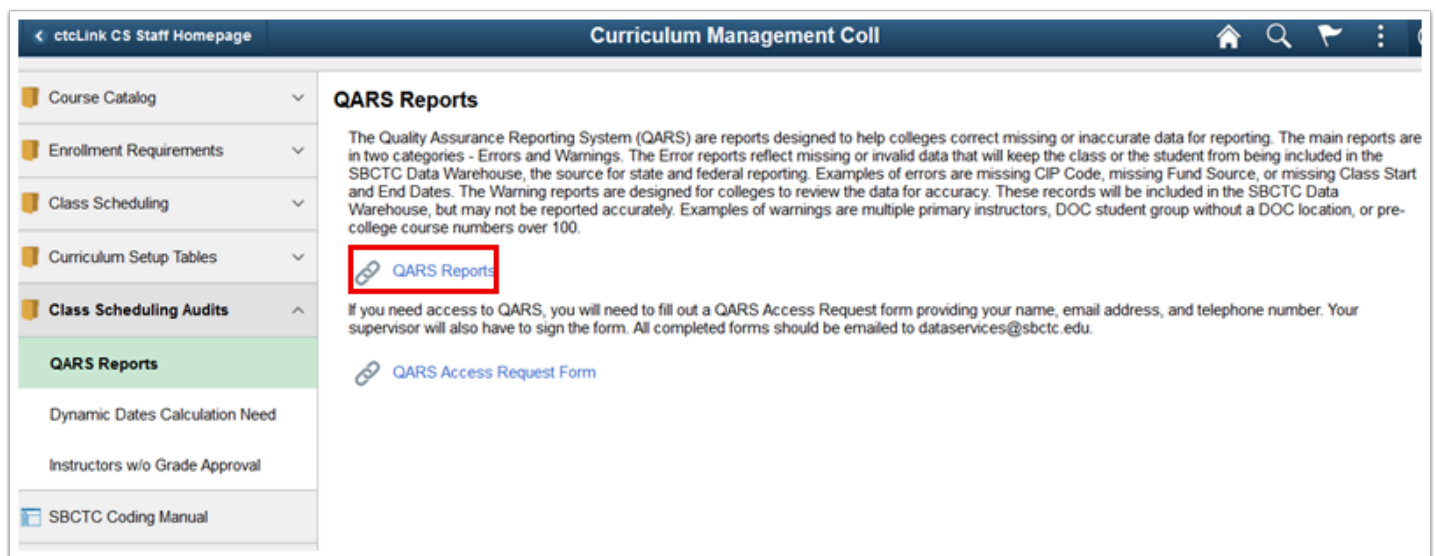 ctcLink CS Staff Homepage
Curriculum Management Coll
Course Catalog
Enrollment Requirements
Class Scheduling
Curriculum Setup Tables
Class Scheduling Audits
QARS Reports
Dynamic Dates Calculation Need
Instructors w/o Grade Approval
SBCTC Coding Manual
QARS Reports
The Quality Assurance Reporting System (QARS) are reports designed to help colleges correct missing or inaccurate data for reporting. The main reports are
in two categories - Errors and Warnings. The Error reports reflect missing or invalid data that will keep the class or the student from being included in the
SBCTC Data Warehouse, the source for state and federal reporting. Examples of errors are missing CIP Code, missing Fund Source, or missing Class Start
and End Dates. The Warning reports are designed for colleges to review the data for accuracy. These records will be included in the SBCTC Data
Warehouse, but may not be reported accurately. Examples of warnings are multiple primary instructors, DOC student group without a DOC location, or pre-
college course numbers over 100.
QARS Reports
If you need access to QARS, you will need to fill out a QARS Access Request form providing your name, email address, and telephone number. Your
supervisor will also have to sign the form. All completed forms should be emailed to dataservices@sbctc.edu.
QARS Access Request Form